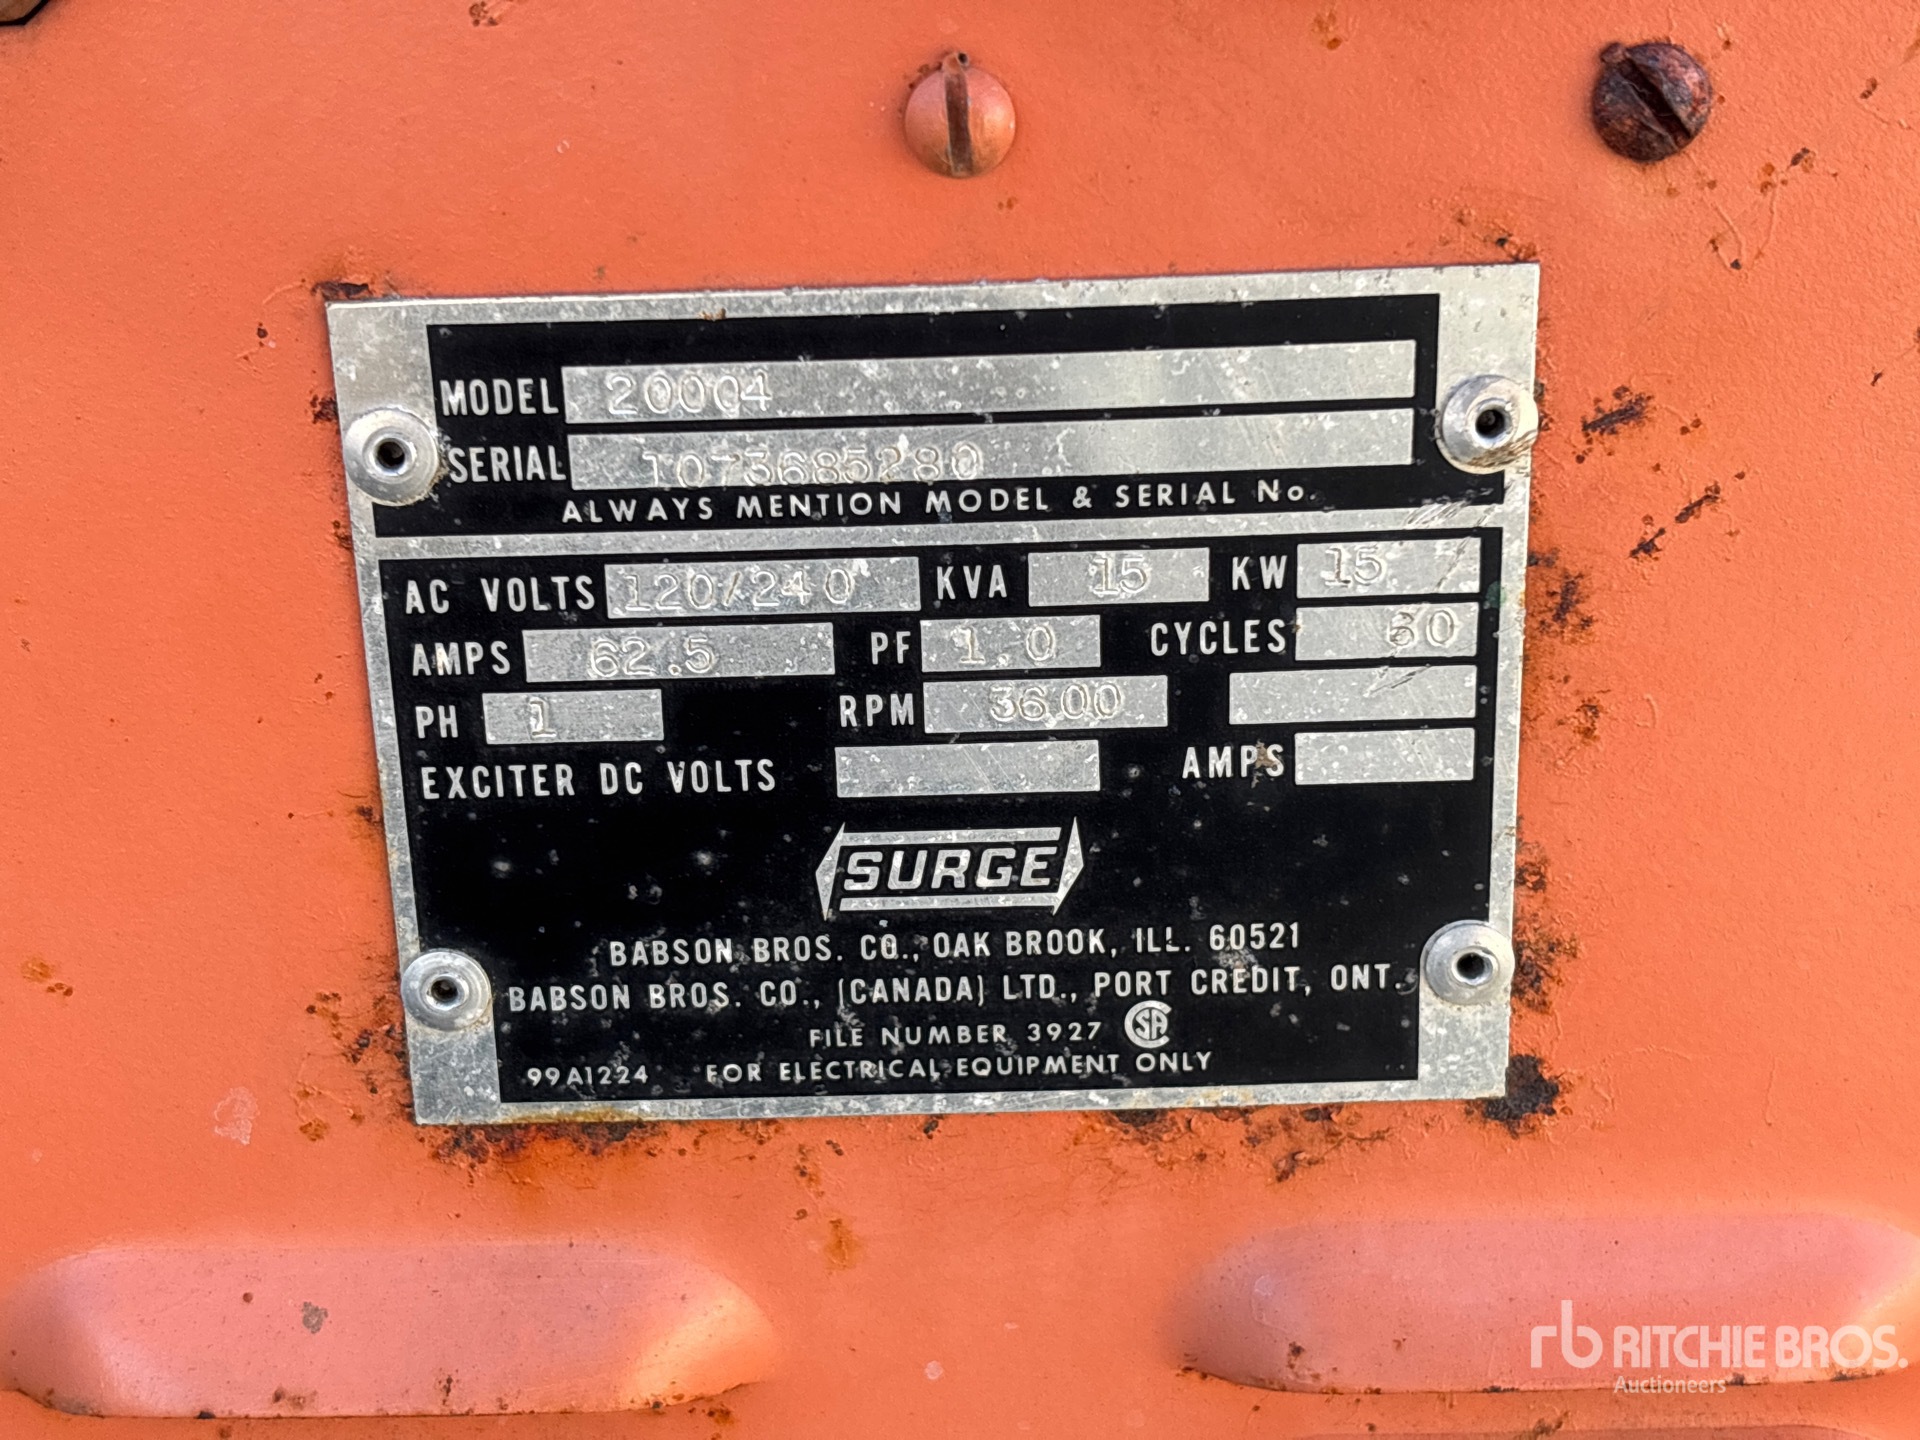 MODEL 20004
SERIAL T073685280
ALWAYS MENTION MODEL & SERIAL No.
AC VOLTS 120/240 KVA 15 KW 15
AMPS 62.5 PF 1.0 CYCLES 60
PH 1 RPM 3600
EXCITER DC VOLTS AMPS
SURGE
BABSON BROS. CO., OAK BROOK, ILL. 60521
BABSON BROS. CO., (CANADA) LTD., PORT CREDIT, ONT.
FILE NUMBER 3927 CSA
99A1224 FOR ELECTRICAL EQUIPMENT ONLY
rb RITCHIE BROS.
Auctioneers